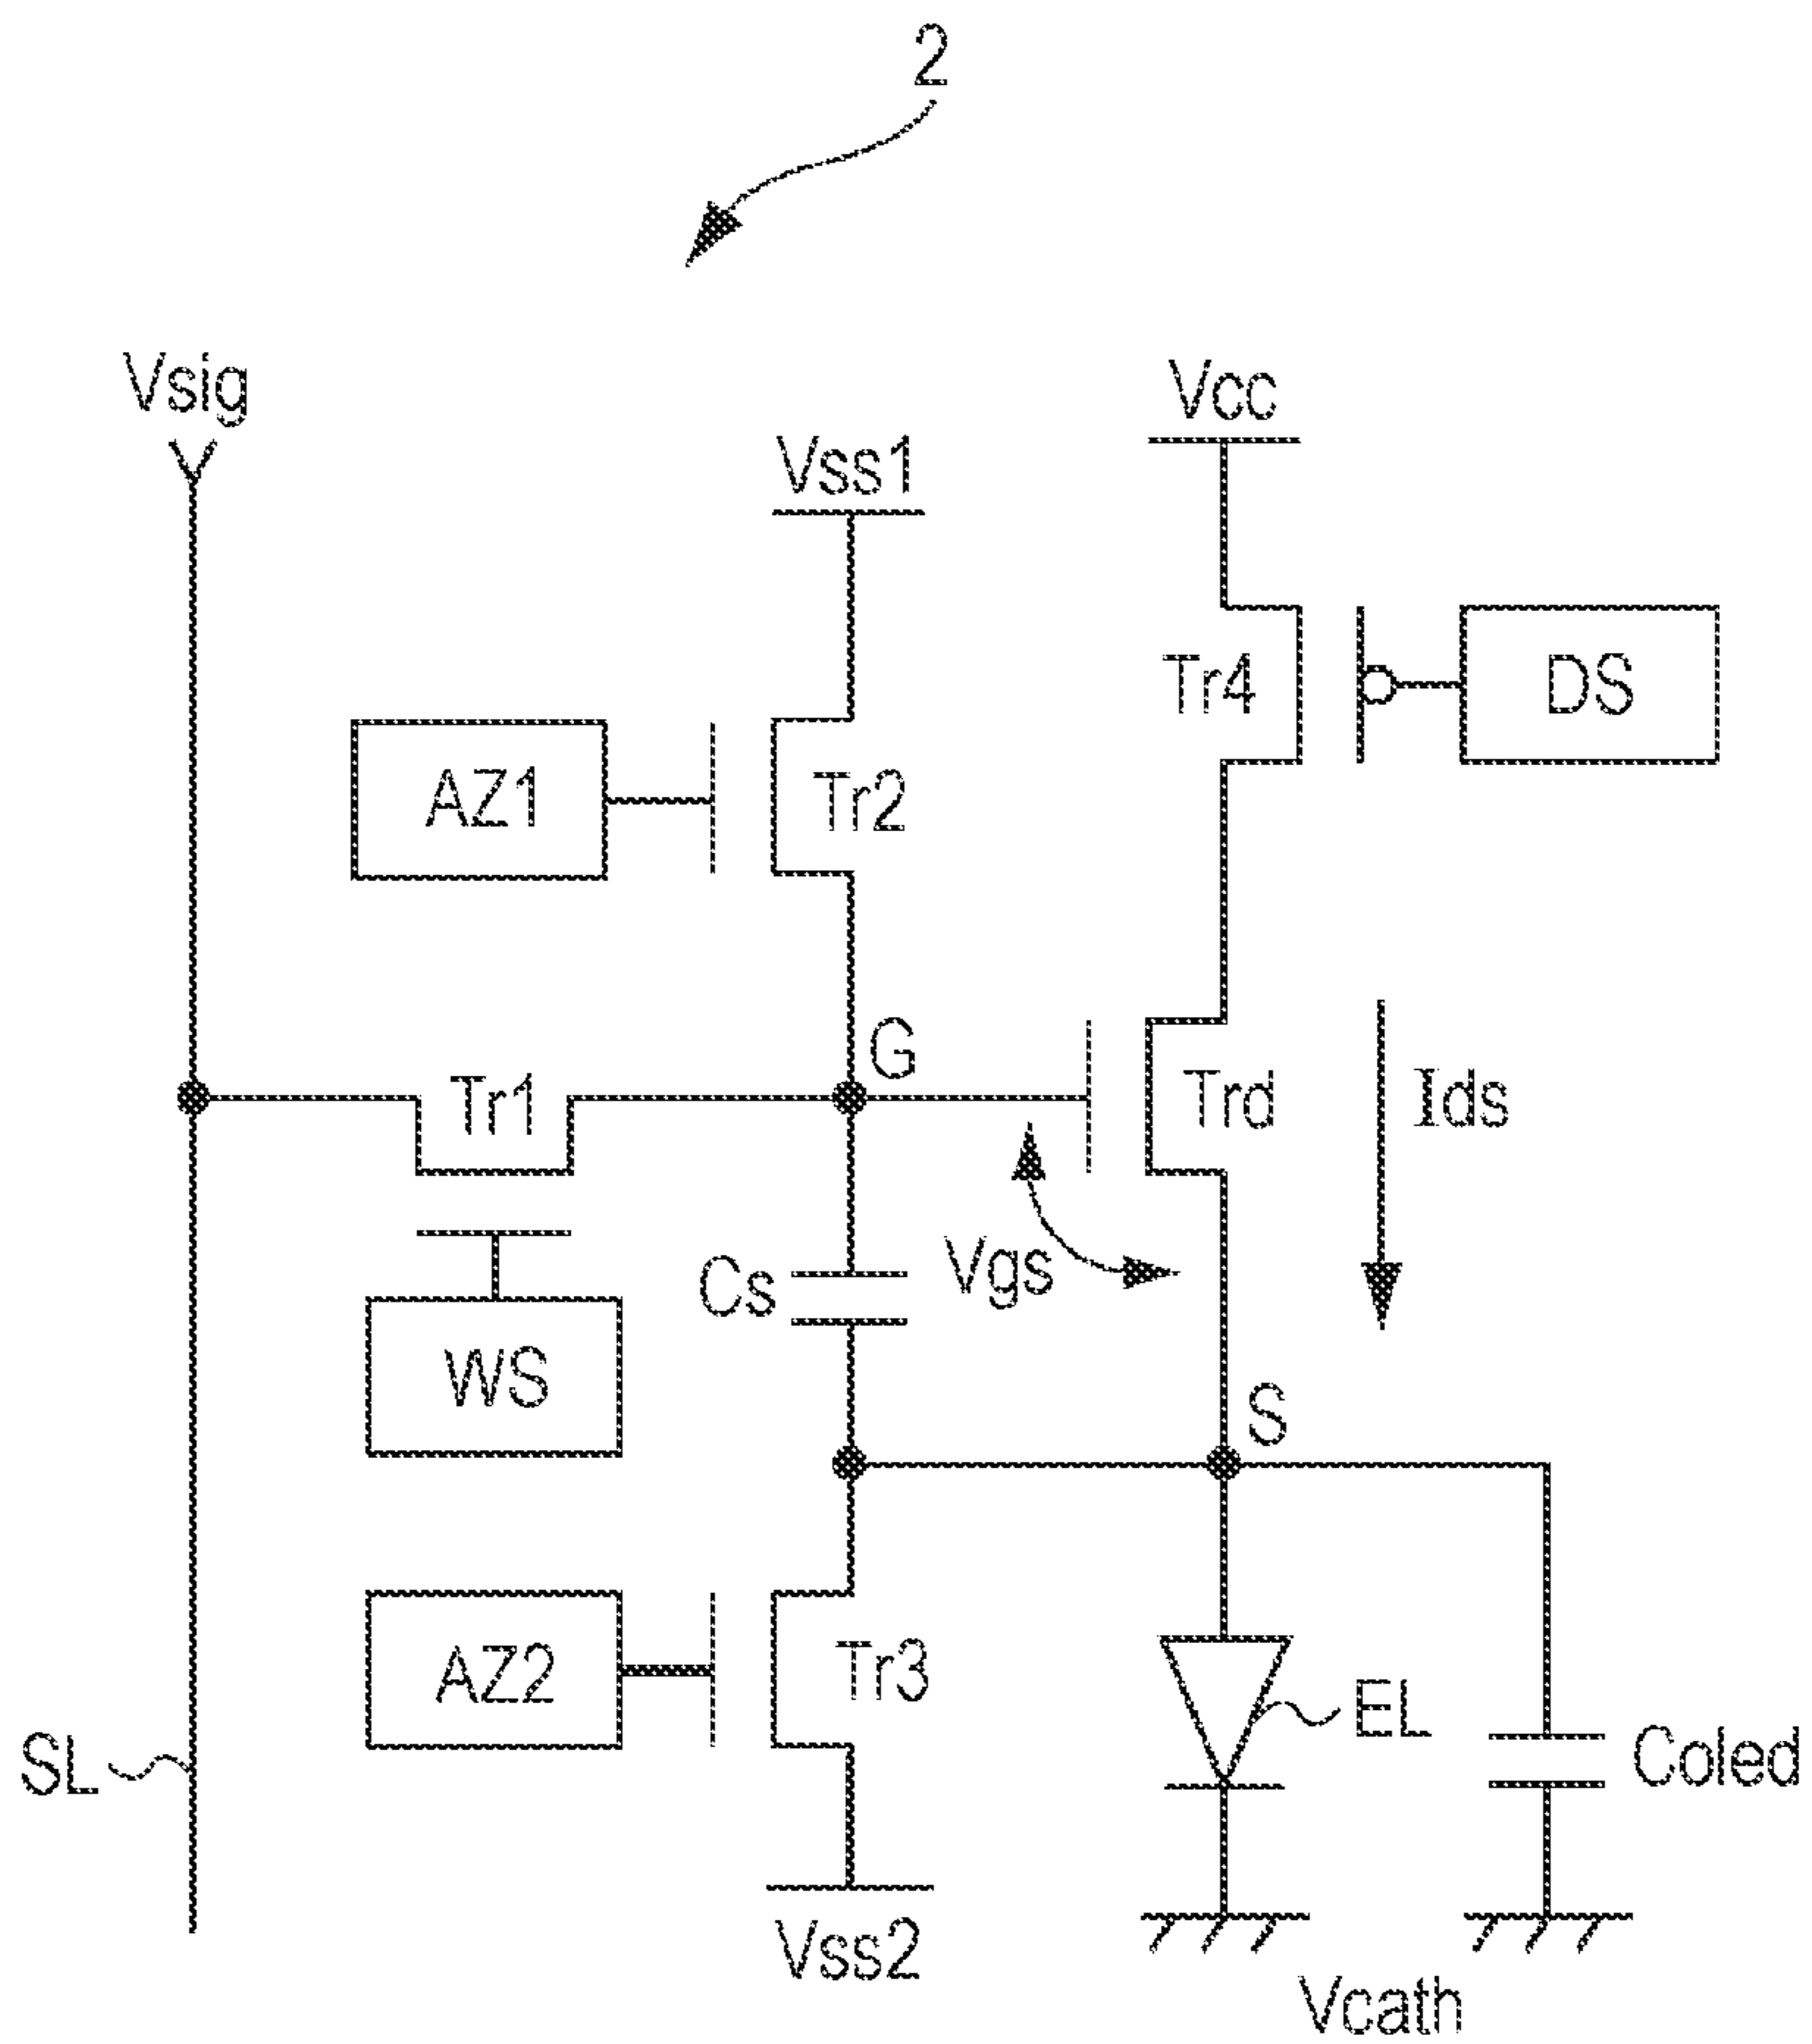 2
Vsig
Vcc
Vss1
Tr4
DS
AZ1
Tr2
G
Tr1
Trd
Ids
Vgs
Cs
WS
S
AZ2
Tr3
EL
SL
Coled
Vss2
Vcath